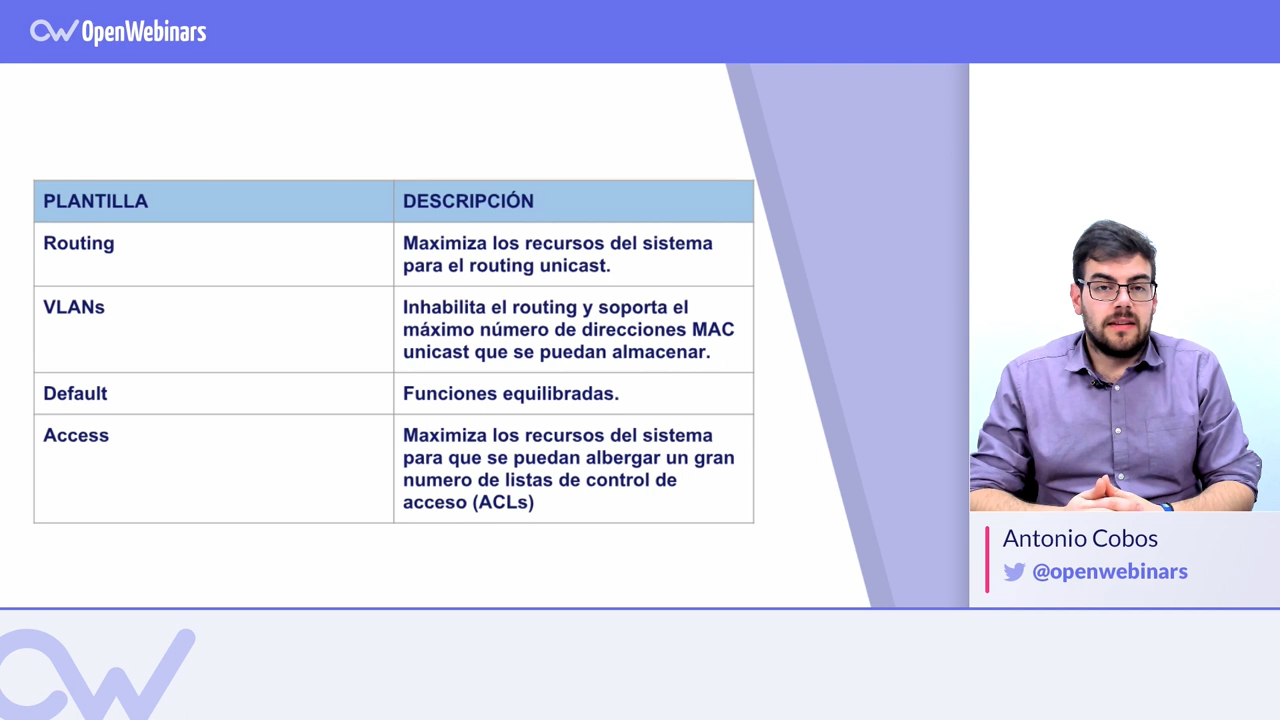 OpenWebinars
PLANTILLA
DESCRIPCIÓN
Routing
Maximiza los recursos del sistema
para el routing unicast.
VLANs
Inhabilita el routing y soporta el
máximo número de direcciones MAC
unicast que se puedan almacenar.
Default
Funciones equilibradas.
Access
Maximiza los recursos del sistema
para que se puedan albergar un gran
numero de listas de control de
acceso (ACLs)
Antonio Cobos
@openwebinars